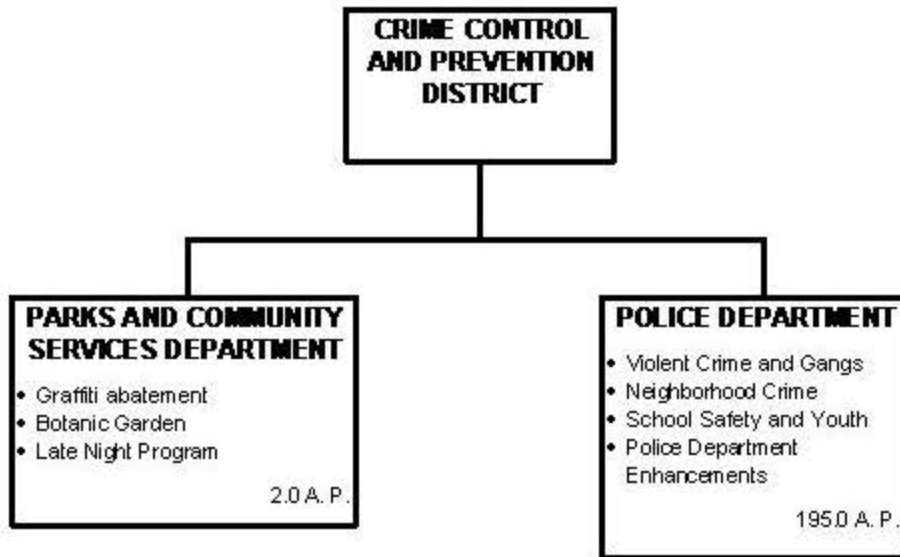 CRIME CONTROL
AND PREVENTION
DISTRICT
PARKS AND COMMUNITY
SERVICES DEPARTMENT
• Graffiti abatement
• Botanic Garden
• Late Night Program
2.0 A. P.
POLICE DEPARTMENT
• Violent Crime and Gangs
• Neighborhood Crime
• School Safety and Youth
• Police Department
Enhancements
195.0 A. P.